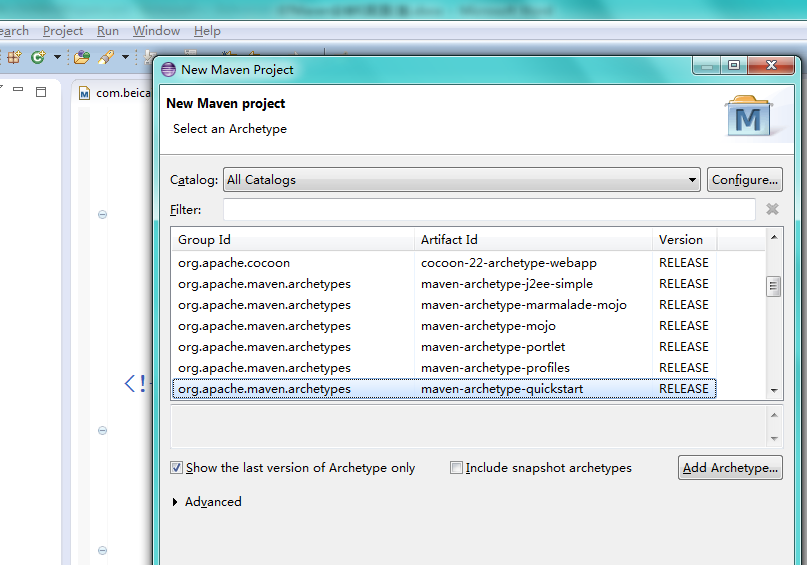 earch Project Run Window Help
New Maven Project
com.beica
New Maven project
Select an Archetype
M
Catalog: All Catalogs Configure...
Filter:
Group Id Artifact Id Version
org.apache.cocoon cocoon-22-archetype-webapp RELEASE
org.apache.maven.archetypes maven-archetype-j2ee-simple RELEASE
org.apache.maven.archetypes maven-archetype-marmalade-mojo RELEASE
org.apache.maven.archetypes maven-archetype-mojo RELEASE
org.apache.maven.archetypes maven-archetype-portlet RELEASE
org.apache.maven.archetypes maven-archetype-profiles RELEASE
<!-
org.apache.maven.archetypes maven-archetype-quickstart RELEASE
Show the last version of Archetype only Include snapshot archetypes Add Archetype...
Advanced